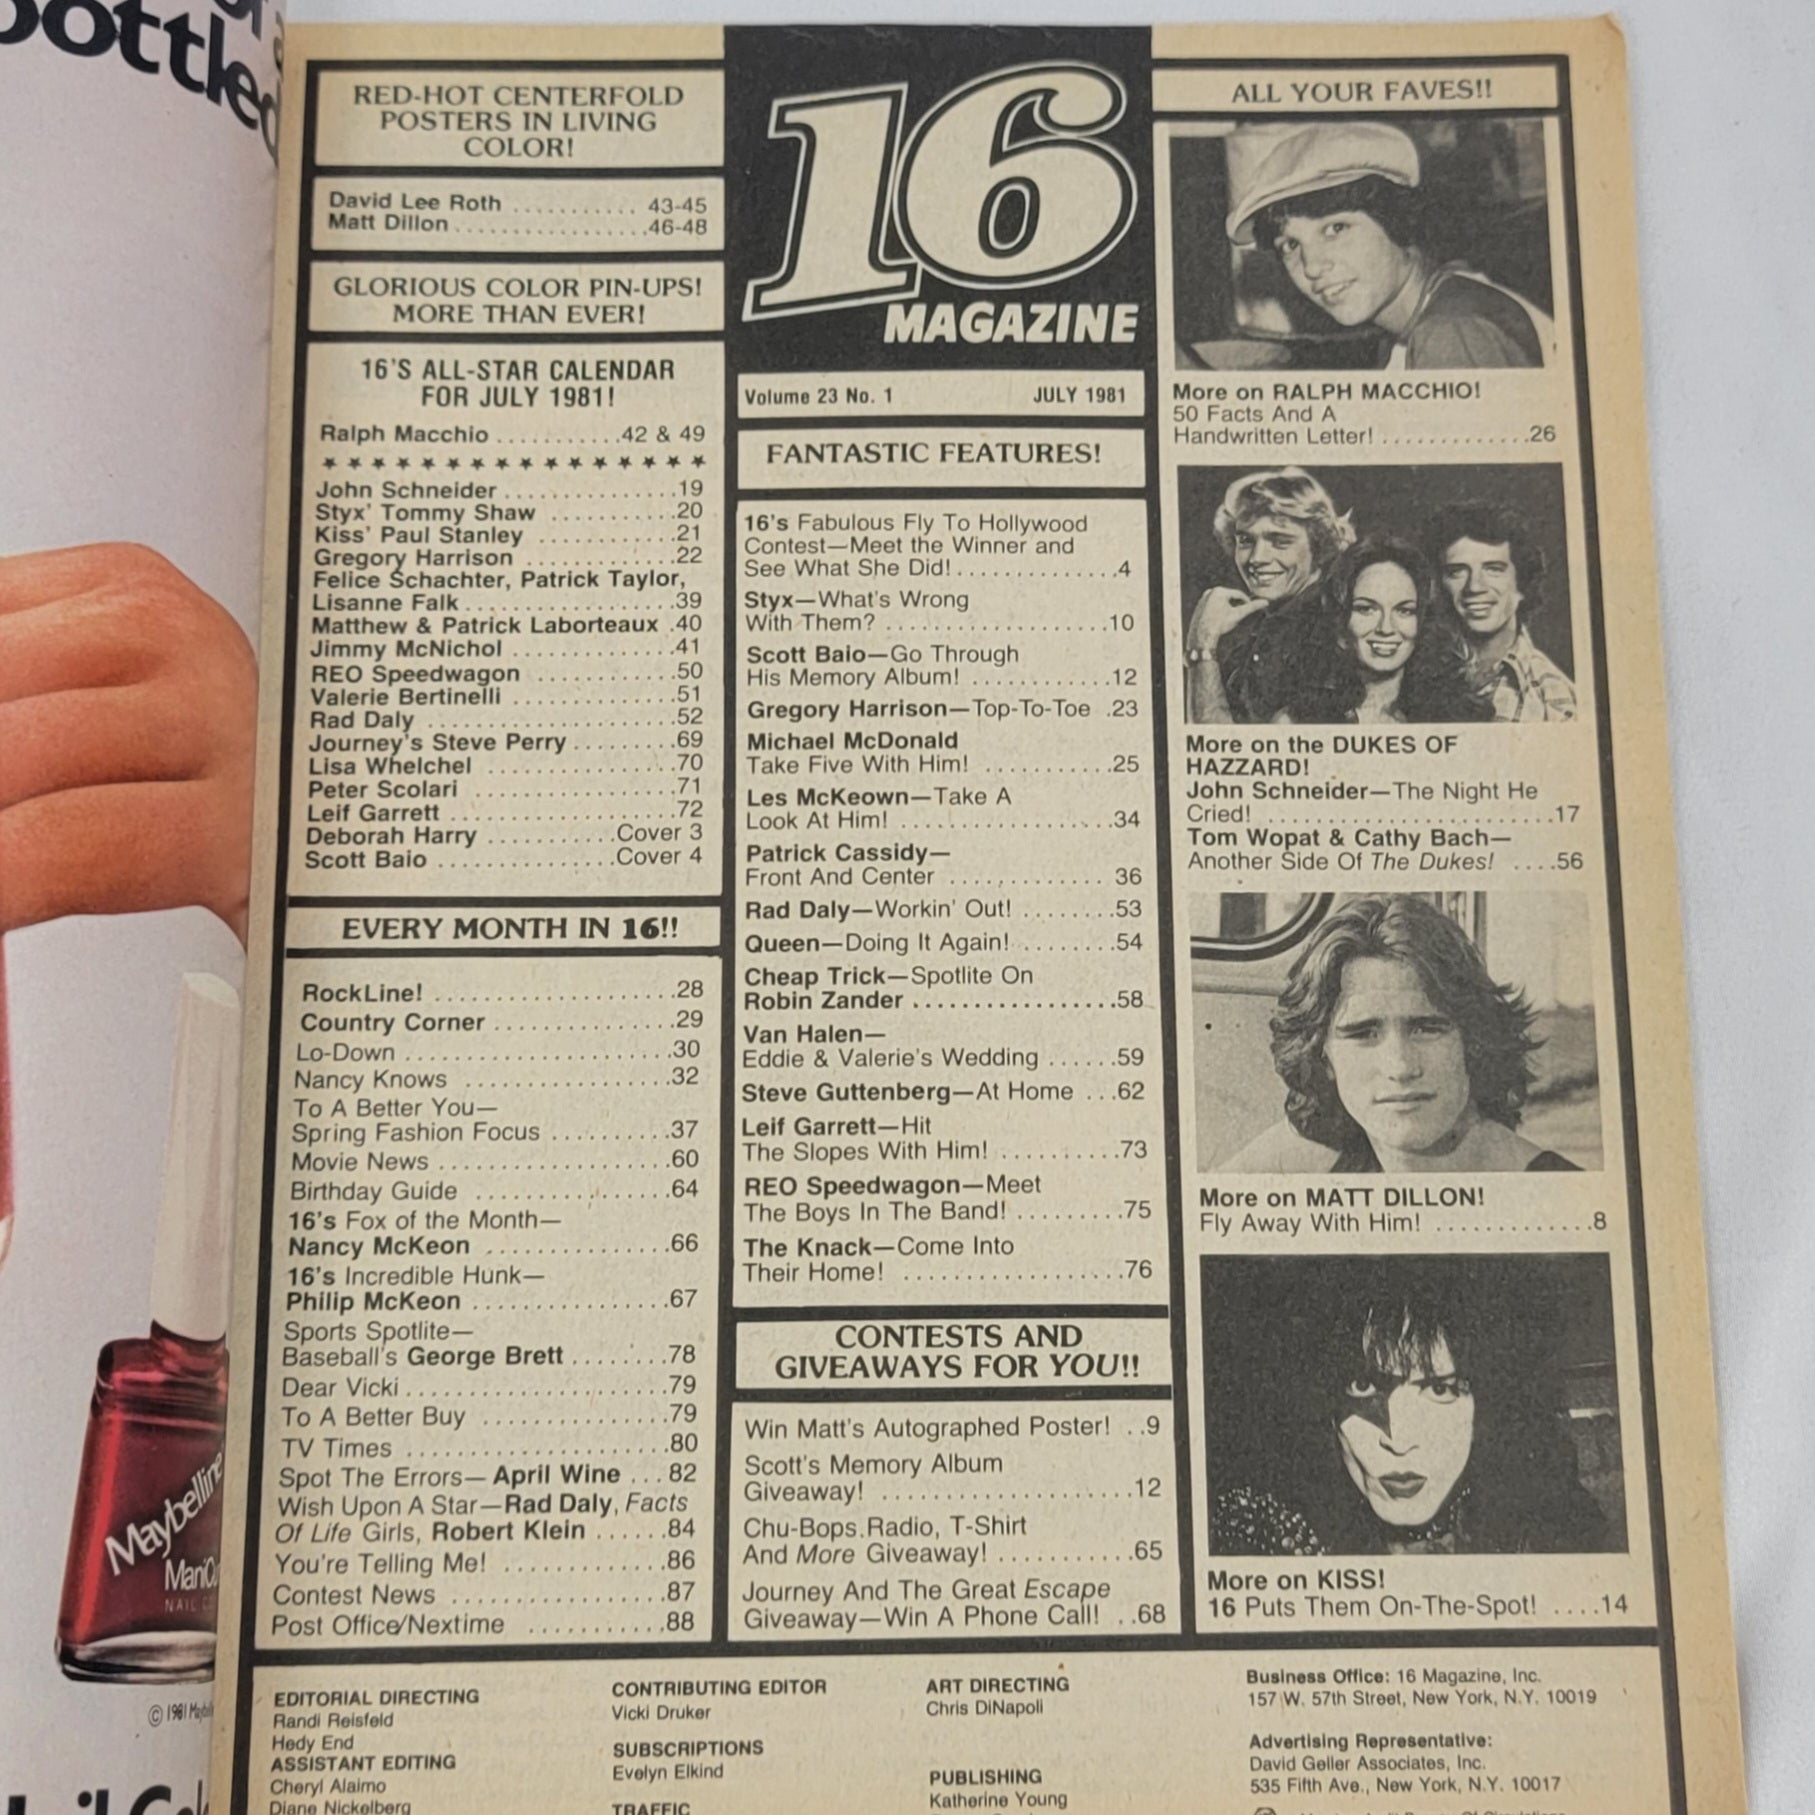 bottled
RED-HOT CENTERFOLD
POSTERS IN LIVING
COLOR!
David Lee Roth ........... 43-45
Matt Dillon ................. 46-48
GLORIOUS COLOR PIN-UPS!
MORE THAN EVER!
16'S ALL-STAR CALENDAR
FOR JULY 1981!
Ralph Macchio ........... 42 & 49
★ ★ ★ ★ ★ ★ ★ ★ ★ ★ ★ ★ ★ ★ ★ ★
John Schneider ............... 19
Styx' Tommy Shaw ........... 20
Kiss' Paul Stanley ............ 21
Gregory Harrison ............. 22
Felice Schachter, Patrick Taylor,
Lisanne Falk .................. 39
Matthew & Patrick Laborteaux . 40
Jimmy McNichol .............. 41
REO Speedwagon ............ 50
Valerie Bertinelli .............. 51
Rad Daly ..................... 52
Journey's Steve Perry ......... 69
Lisa Whelchel ................ 70
Peter Scolari ................. 71
Leif Garrett ................... 72
Deborah Harry .......... Cover 3
Scott Baio .............. Cover 4
EVERY MONTH IN 16!!
RockLine! .................... 28
Country Corner ............... 29
Lo-Down ...................... 30
Nancy Knows ................. 32
To A Better You—
Spring Fashion Focus .......... 37
Movie News ................... 60
Birthday Guide ................ 64
16's Fox of the Month—
Nancy McKeon ............... 66
16's Incredible Hunk—
Philip McKeon ................ 67
Sports Spotlite—
Baseball's George Brett ........ 78
Dear Vicki ..................... 79
To A Better Buy ............... 79
TV Times ..................... 80
Spot The Errors— April Wine ... 82
Wish Upon A Star—Rad Daly, Facts
Of Life Girls, Robert Klein ...... 84
You're Telling Me! ............. 86
Contest News ................. 87
Post Office/Nextime ........... 88
16
MAGAZINE
Volume 23 No. 1 JULY 1981
FANTASTIC FEATURES!
16's Fabulous Fly To Hollywood
Contest—Meet the Winner and
See What She Did! ............. 4
Styx—What's Wrong
With Them? .................. 10
Scott Baio—Go Through
His Memory Album! ............ 12
Gregory Harrison—Top-To-Toe . 23
Michael McDonald
Take Five With Him! ........... 25
Les McKeown—Take A
Look At Him! .................. 34
Patrick Cassidy—
Front And Center ............. 36
Rad Daly—Workin' Out! ........ 53
Queen—Doing It Again! ........ 54
Cheap Trick—Spotlite On
Robin Zander ................. 58
Van Halen—
Eddie & Valerie's Wedding ...... 59
Steve Guttenberg—At Home ... 62
Leif Garrett—Hit
The Slopes With Him! .......... 73
REO Speedwagon—Meet
The Boys In The Band! ......... 75
The Knack—Come Into
Their Home! .................. 76
CONTESTS AND
GIVEAWAYS FOR YOU!!
Win Matt's Autographed Poster! .. 9
Scott's Memory Album
Giveaway! .................... 12
Chu-Bops.Radio, T-Shirt
And More Giveaway! ........... 65
Journey And The Great Escape
Giveaway—Win A Phone Call! .. 68
ALL YOUR FAVES!!
More on RALPH MACCHIO!
50 Facts And A
Handwritten Letter! ............. 26
More on the DUKES OF
HAZZARD!
John Schneider—The Night He
Cried! ......................... 17
Tom Wopat & Cathy Bach—
Another Side Of The Dukes! .... 56
More on MATT DILLON!
Fly Away With Him! ............. 8
More on KISS!
16 Puts Them On-The-Spot! .... 14
EDITORIAL DIRECTING
Randi Reisfeld
Hedy End
ASSISTANT EDITING
Cheryl Alaimo
Diane Nickelberg
CONTRIBUTING EDITOR
Vicki Druker
SUBSCRIPTIONS
Evelyn Elkind
TRAFFIC
ART DIRECTING
Chris DiNapoli
PUBLISHING
Katherine Young
Business Office: 16 Magazine, Inc.
157 W. 57th Street, New York, N.Y. 10019
Advertising Representative:
David Geller Associates, Inc.
535 Fifth Ave., New York, N.Y. 10017
Maybelline
NAIL
© 1981